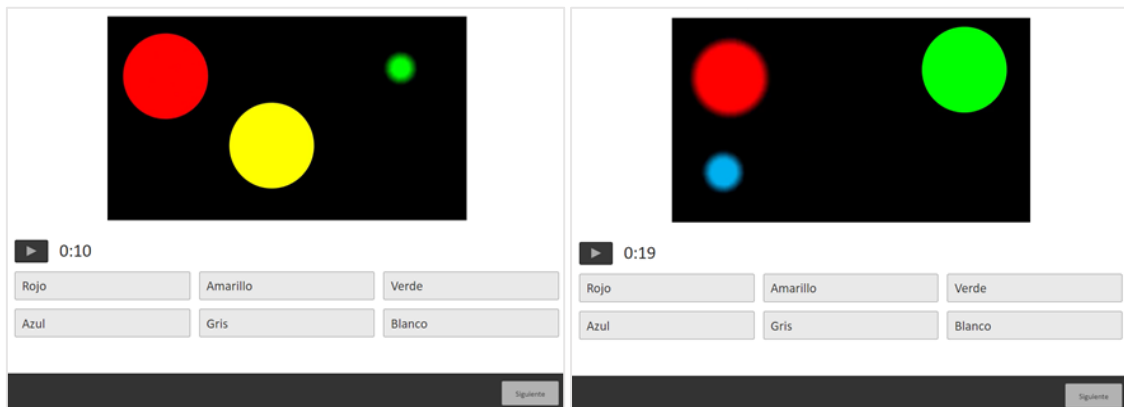 0:10
Rojo Amarillo Verde
Azul Gris Blanco
Siguiente
0:19
Rojo Amarillo Verde
Azul Gris Blanco
Siguiente